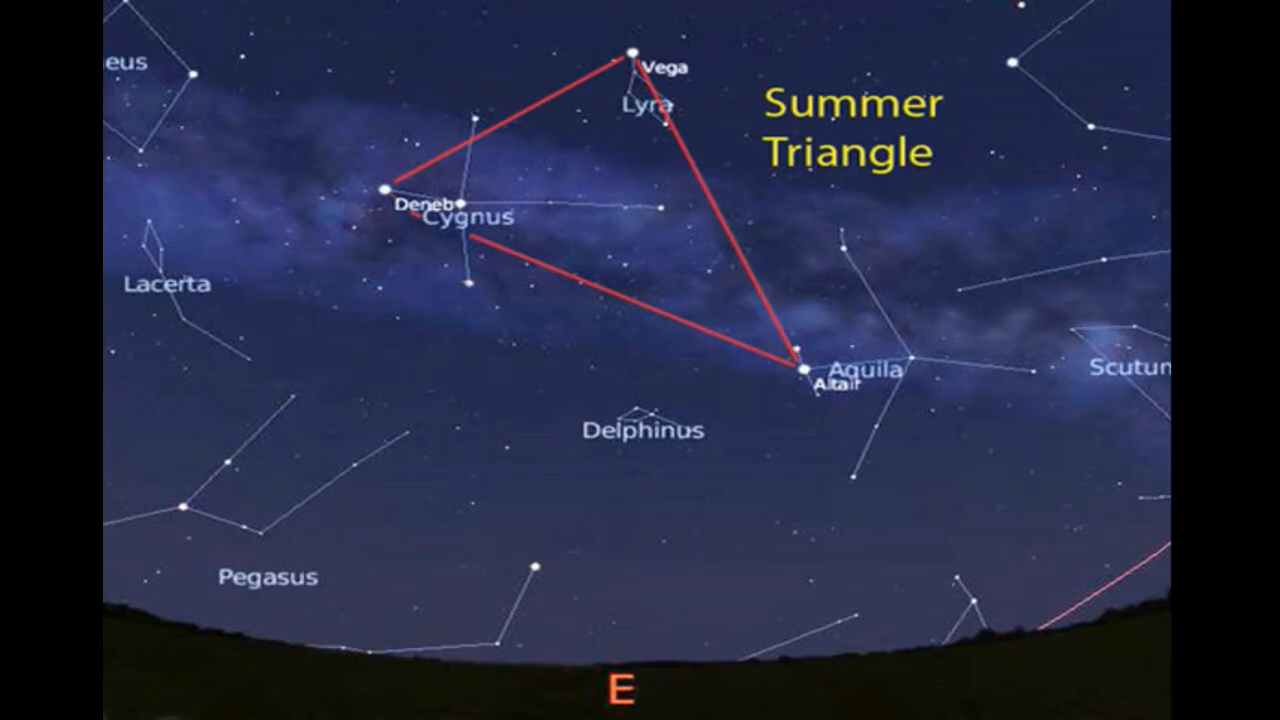 eus
Vega
Lyra
Summer
Triangle
Deneb
Cygnus
Lacerta
Aquila
Altair
Scutum
Delphinus
Pegasus
E